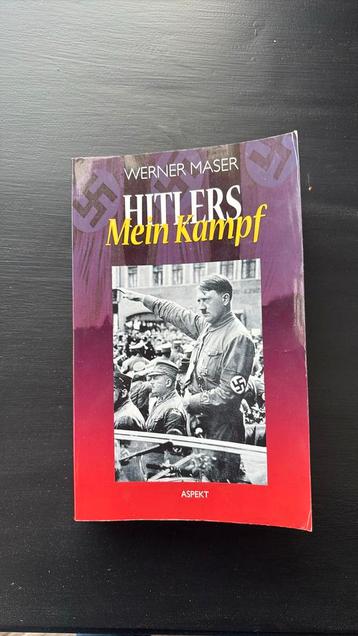 WERNER MASER
HITLERS
Mein Kampf
ASPEKT